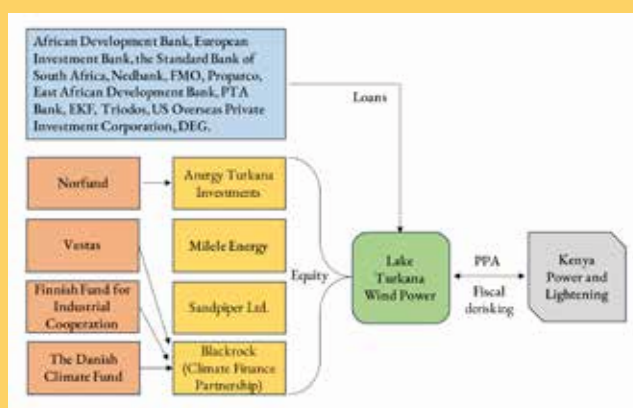 African Development Bank, European
Investment Bank, the Standard Bank of
South Africa, Nedbank, FMO, Proparco,
East African Development Bank, PTA
Bank, EKF, Triodos, US Overseas Private
Investment Corporation, DEG.
Loans
Norfund
Anergy Turkana
Investments
Vestas
Milele Energy
Finnish Fund for
Industrial
Cooperation
Sandpiper Ltd.
The Danish
Climate Fund
Blackrock
(Climate Finance
Partnership)
Equity
Lake
Turkana
Wind Power
PPA
Fiscal
derisking
Kenya
Power and
Lightening